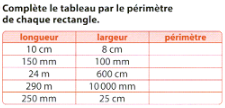 Complète le tableau par le périmètre
de chaque rectangle.
longueur largeur périmètre
10 cm 8 cm
150 mm 100 mm
24 m 600 cm
290 m 10 000 mm
250 mm 25 cm